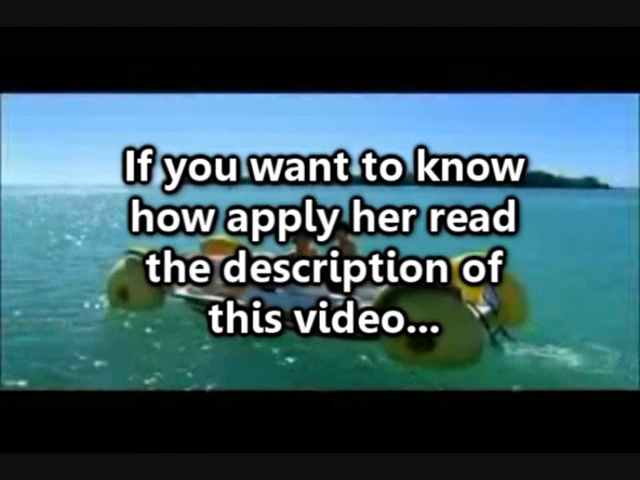 If you want to know
how apply her read
the description of
this video...